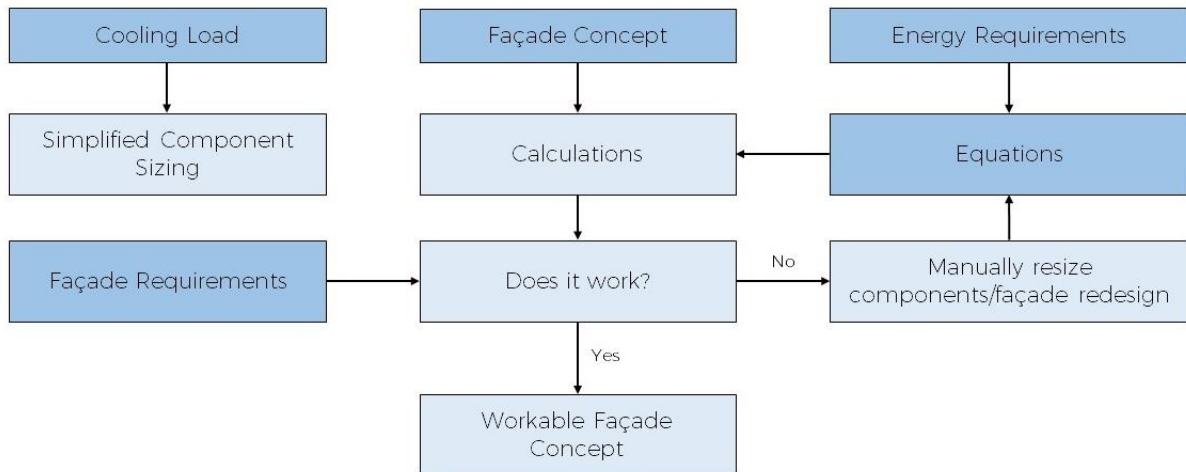 Cooling Load
Façade Concept
Energy Requirements
Simplified Component
Sizing
Calculations
Equations
Façade Requirements
Does it work?
No
Manually resize
components/façade redesign
Yes
Workable Façade
Concept